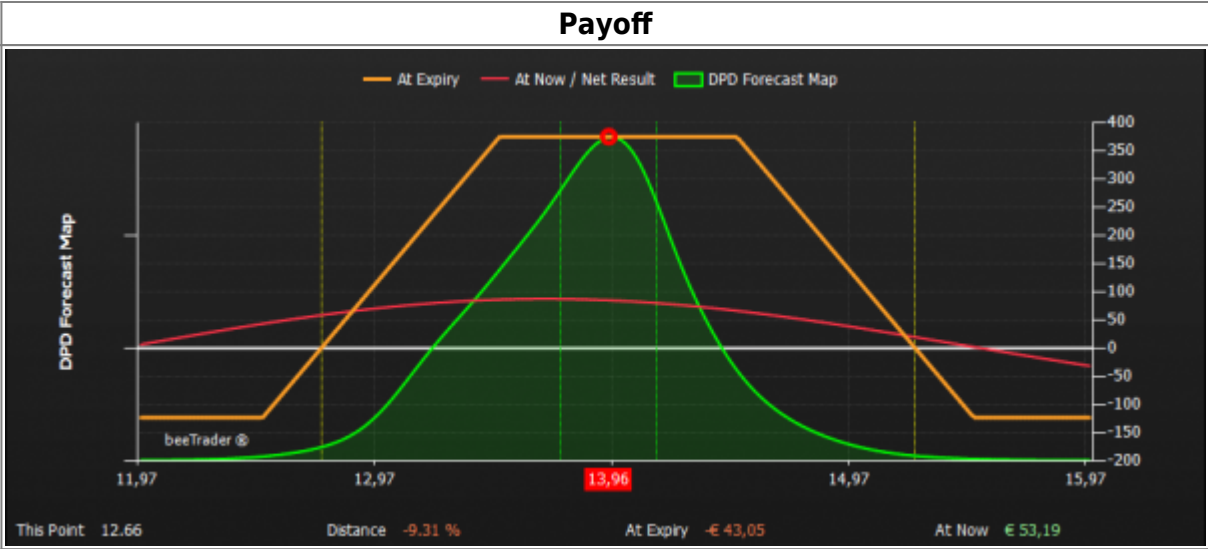 Payoff
At Expiry At Now / Net Result DPD Forecast Map
DPD Forecast Map
400
350
300
250
200
150
100
50
0
-50
-100
-150
-200
beeTrader ®
11,97 12,97 13,96 14,97 15,97
This Point 12.66 Distance -9.31 % At Expiry -€ 43,05 At Now € 53,19